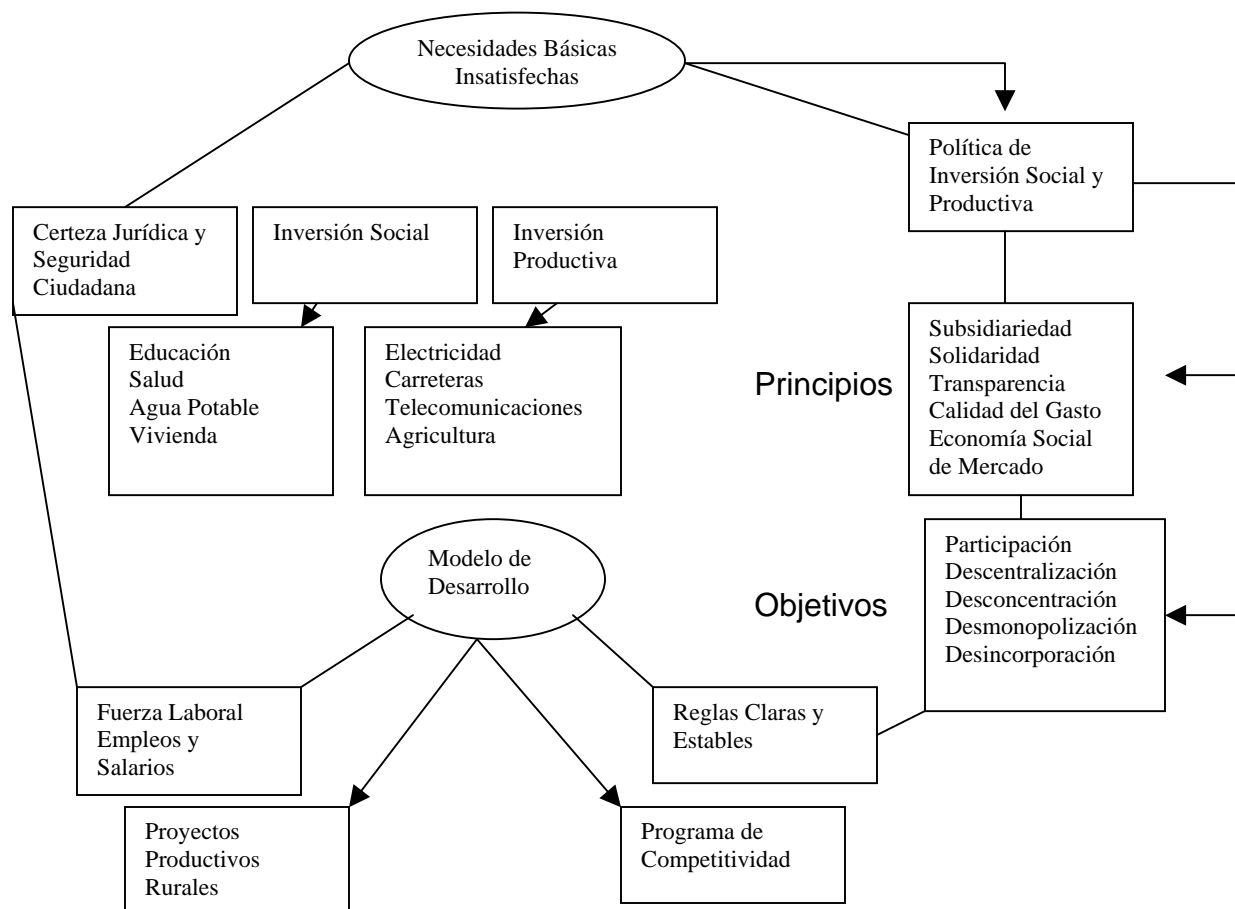 Necesidades Básicas
Insatisfechas
Política de
Inversión Social y
Productiva
Certeza Jurídica y
Seguridad
Ciudadana
Inversión Social
Inversión
Productiva
Educación
Salud
Agua Potable
Vivienda
Electricidad
Carreteras
Telecomunicaciones
Agricultura
Principios
Subsidiariedad
Solidaridad
Transparencia
Calidad del Gasto
Economía Social
de Mercado
Modelo de
Desarrollo
Objetivos
Participación
Descentralización
Desconcentración
Desmonopolización
Desincorporación
Fuerza Laboral
Empleos y
Salarios
Reglas Claras y
Estables
Proyectos
Productivos
Rurales
Programa de
Competitividad